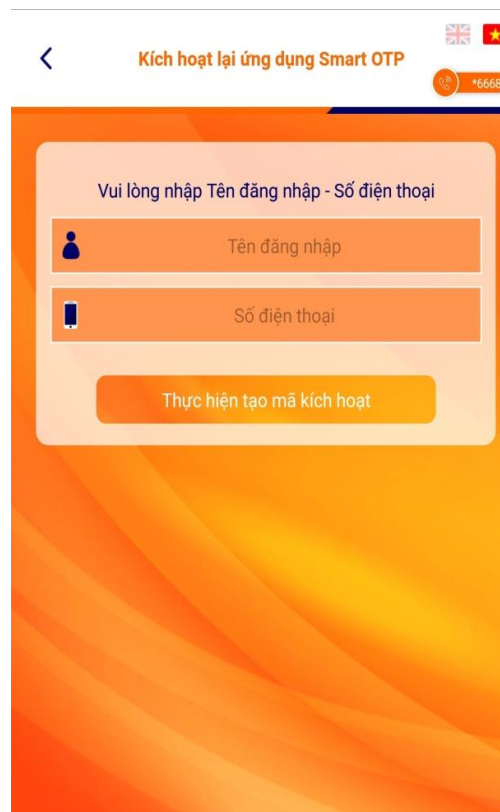 Kích hoạt lại ứng dụng Smart OTP
*6668
Vui lòng nhập Tên đăng nhập - Số điện thoại
Tên đăng nhập
Số điện thoại
Thực hiện tạo mã kích hoạt